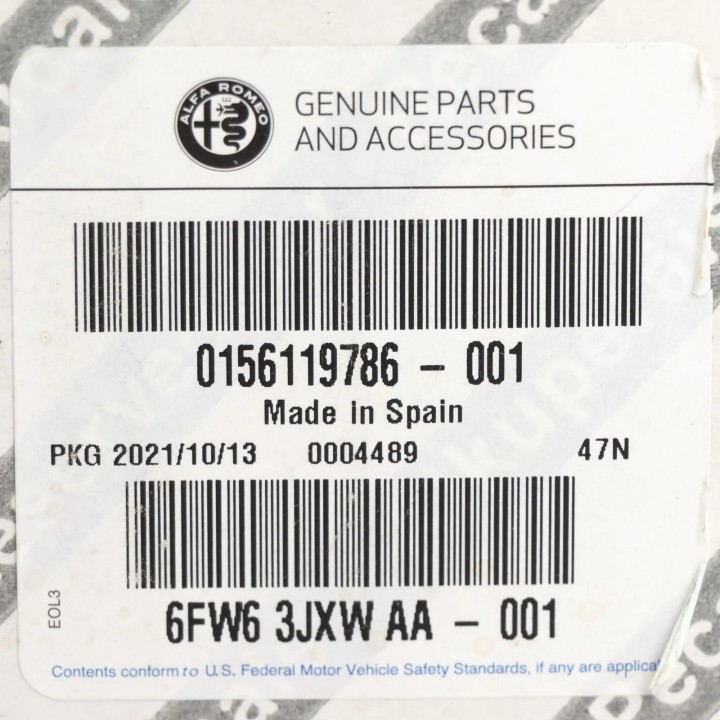 ALFA ROMEO
GENUINE PARTS
AND ACCESSORIES
0156119786 - 001
Made in Spain
PKG 2021/10/13 0004489 47N
EOL3
6FW6 3JXW AA - 001
Contents conform to U.S. Federal Motor Vehicle Safety Standards, if any are